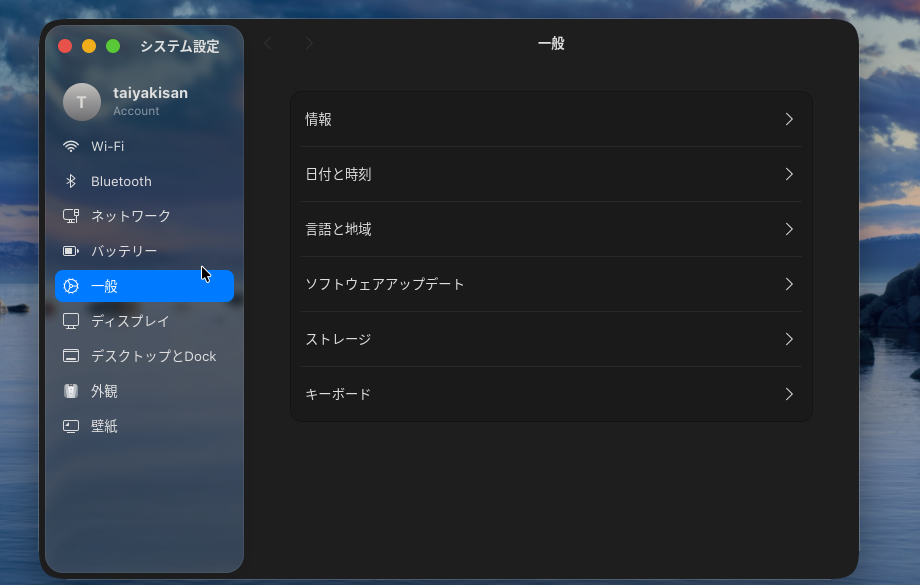 システム設定
一般
T
taiyakisan
Account
Wi-Fi
Bluetooth
ネットワーク
バッテリー
一般
ディスプレイ
デスクトップとDock
外観
壁紙
情報
日付と時刻
言語と地域
ソフトウェアアップデート
ストレージ
キーボード